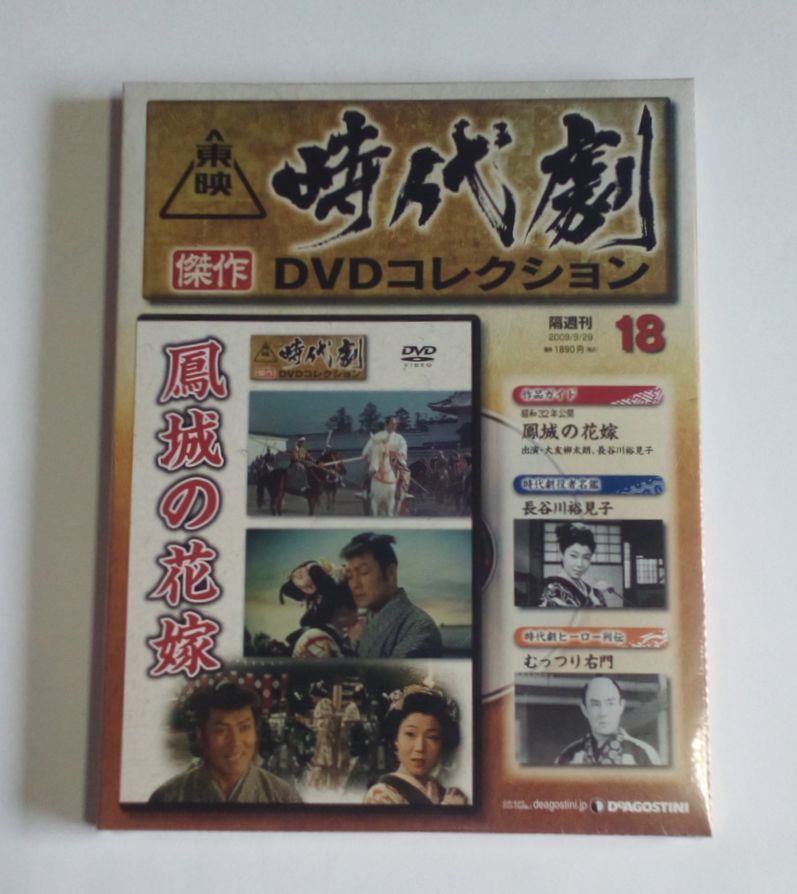 東映
時代劇
傑作
DVDコレクション
隔週刊
2009/9/29
1890円
18
鳳城の花嫁
東映
時代劇
傑作
DVDコレクション
DVD
VIDEO
作品ガイド
昭和32年公開
鳳城の花嫁
出演・大友柳太朗、長谷川裕見子
時代劇役者名鑑
長谷川裕見子
時代劇ヒーロー列伝
むっつり右門
deagostini.jp
DEAGOSTINI